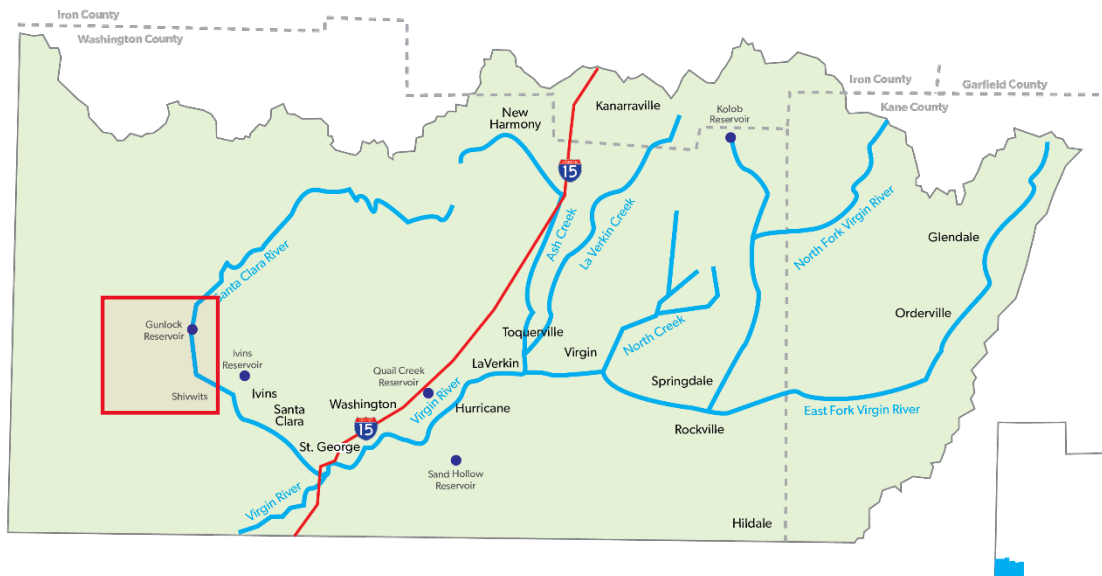 Iron County
Washington County
Iron County
Garfield County
Kane County
New
Harmony
Kanarraville
Kolob
Reservoir
15
Ash Creek
La Verkin Creek
North Fork Virgin River
Glendale
Santa Clara River
Orderville
Gunlock
Reservoir
Toquerville
North Creek
Ivins
Reservoir
LaVerkin
Virgin
Quail Creek
Reservoir
Springdale
Shivwits
Ivins
Santa
Clara
Washington
Virgin River
Hurricane
East Fork Virgin River
Rockville
15
St. George
Sand Hollow
Reservoir
Virgin River
Hildale